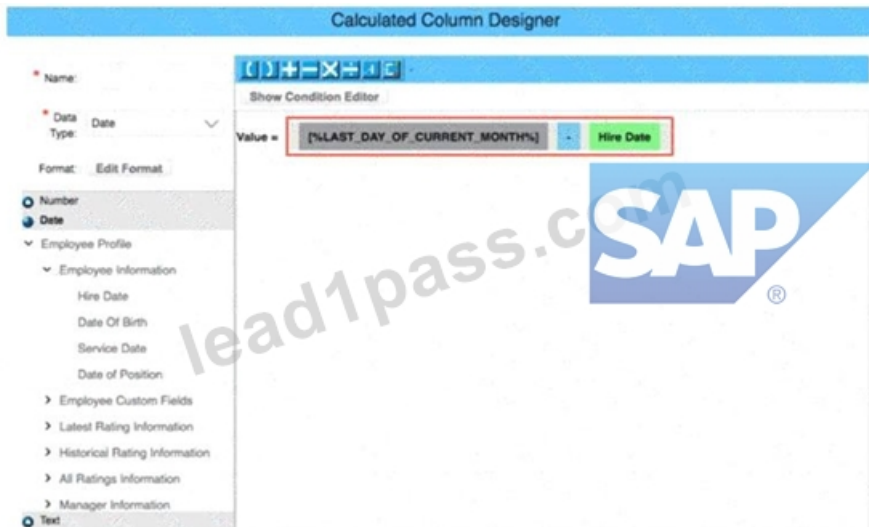 Calculated Column Designer
* Name:
* Data Type: Date
Format: Edit Format
Number
Date
Employee Profile
Employee Information
Hire Date
Date Of Birth
Service Date
Date of Position
Employee Custom Fields
Latest Rating Information
Historical Rating Information
All Ratings Information
Manager Information
Text
Show Condition Editor
Value = [%LAST_DAY_OF_CURRENT_MONTH%] - Hire Date
SAP ®
lead1pass.com